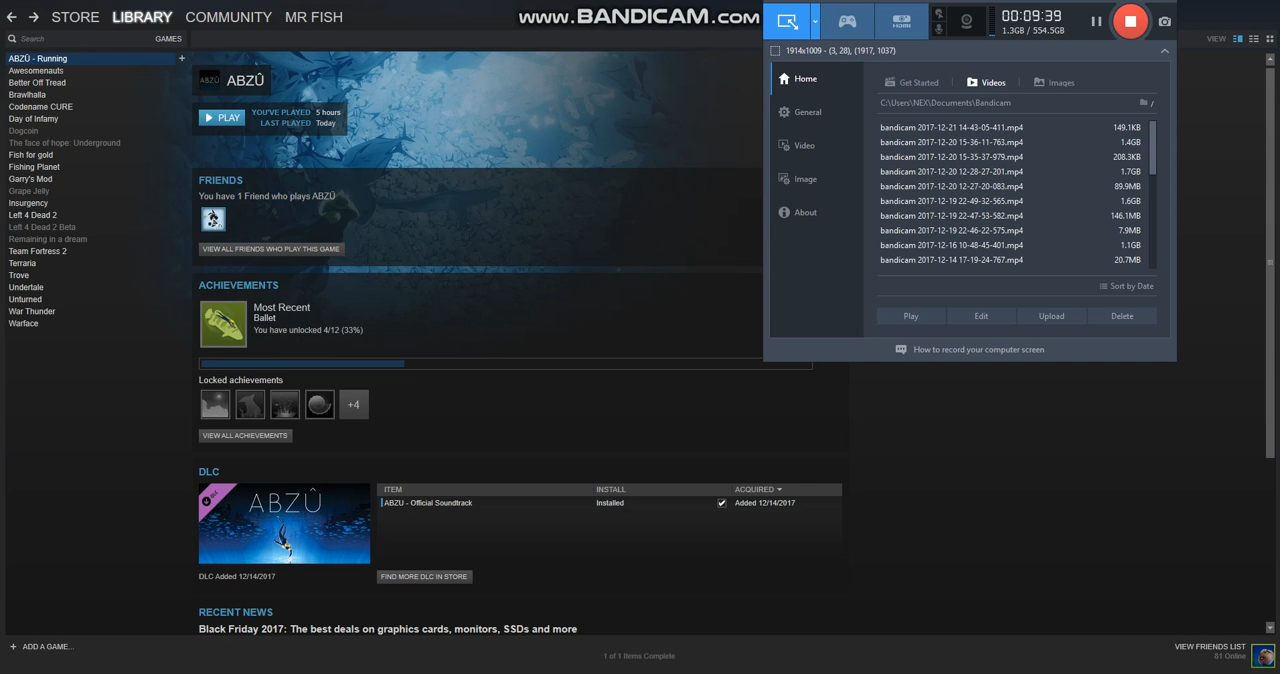 STORE LIBRARY COMMUNITY MR FISH
www.BANDICAM.com
HDMI
00:09:39
1.3GB / 554.5GB
Search GAMES
VIEW
1914x1009 - (3, 28), (1917, 1037)
ABZÛ - Running
Awesomenauts
Better Off Tread
Brawlhalla
Codename CURE
Day of Infamy
Dogcoin
The face of hope: Underground
Fish for gold
Fishing Planet
Garry's Mod
Grape Jelly
Insurgency
Left 4 Dead 2
Left 4 Dead 2 Beta
Remaining in a dream
Team Fortress 2
Terraria
Trove
Undertale
Unturned
War Thunder
Warface
ABZÛ ABZÛ
PLAY
YOU'VE PLAYED 5 hours
LAST PLAYED Today
FRIENDS
You have 1 Friend who plays ABZÛ
VIEW ALL FRIENDS WHO PLAY THIS GAME
ACHIEVEMENTS
Most Recent
Ballet
You have unlocked 4/12 (33%)
Locked achievements
+4
VIEW ALL ACHIEVEMENTS
DLC
DLC
ABZÛ
DLC Added 12/14/2017
ITEM INSTALL ACQUIRED
ABZU - Official Soundtrack Installed Added 12/14/2017
FIND MORE DLC IN STORE
RECENT NEWS
Black Friday 2017: The best deals on graphics cards, monitors, SSDs and more
Home
General
Video
Image
About
Get Started Videos Images
C:\Users\NEX\Documents\Bandicam /
bandicam 2017-12-21 14-43-05-411.mp4 149.1KB
bandicam 2017-12-20 15-36-11-763.mp4 1.4GB
bandicam 2017-12-20 15-35-37-979.mp4 208.3KB
bandicam 2017-12-20 12-28-27-201.mp4 1.7GB
bandicam 2017-12-20 12-27-20-083.mp4 89.9MB
bandicam 2017-12-19 22-49-32-565.mp4 1.6GB
bandicam 2017-12-19 22-47-53-582.mp4 146.1MB
bandicam 2017-12-19 22-46-22-575.mp4 7.9MB
bandicam 2017-12-16 10-48-45-401.mp4 1.1GB
bandicam 2017-12-14 17-19-24-767.mp4 20.7MB
Sort by Date
Play Edit Upload Delete
How to record your computer screen
+ ADD A GAME...
1 of 1 Items Complete
VIEW FRIENDS LIST
81 Online